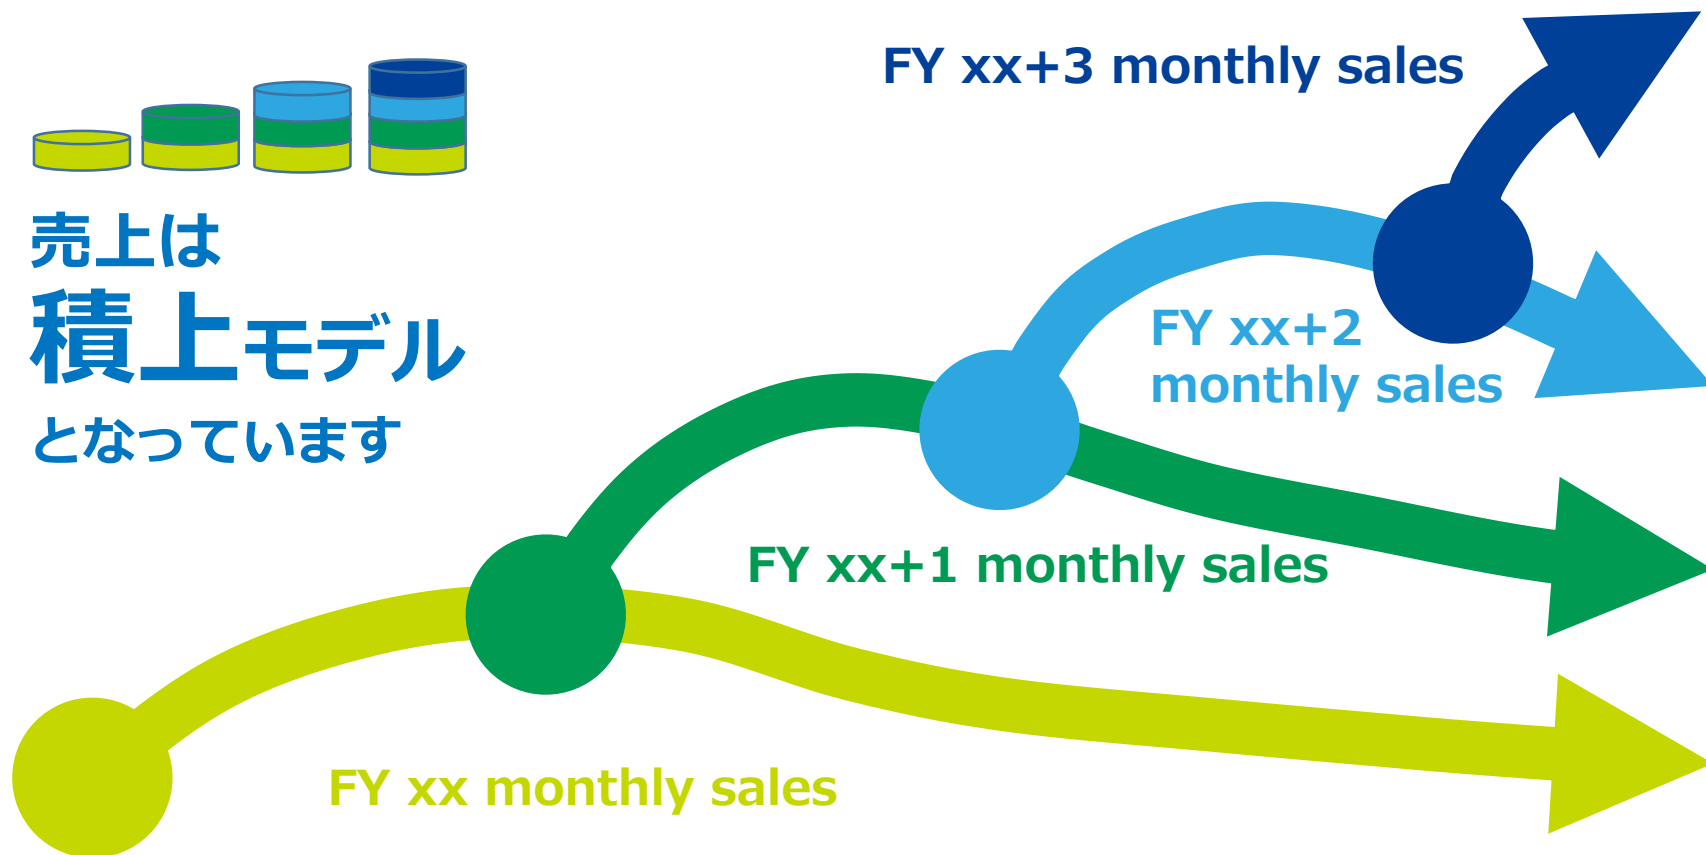 売上は
積上モデル
となっています
FY xx+3 monthly sales
FY xx+2
monthly sales
FY xx+1 monthly sales
FY xx monthly sales